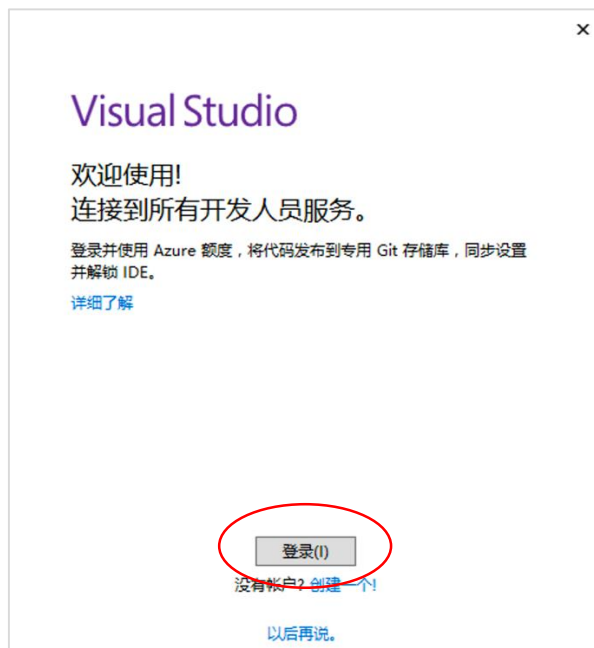 Visual Studio
欢迎使用!
连接到所有开发人员服务。
登录并使用 Azure 额度，将代码发布到专用 Git 存储库，同步设置
并解锁 IDE。
详细了解
登录(I)
没有帐户? 创建一个!
以后再说。